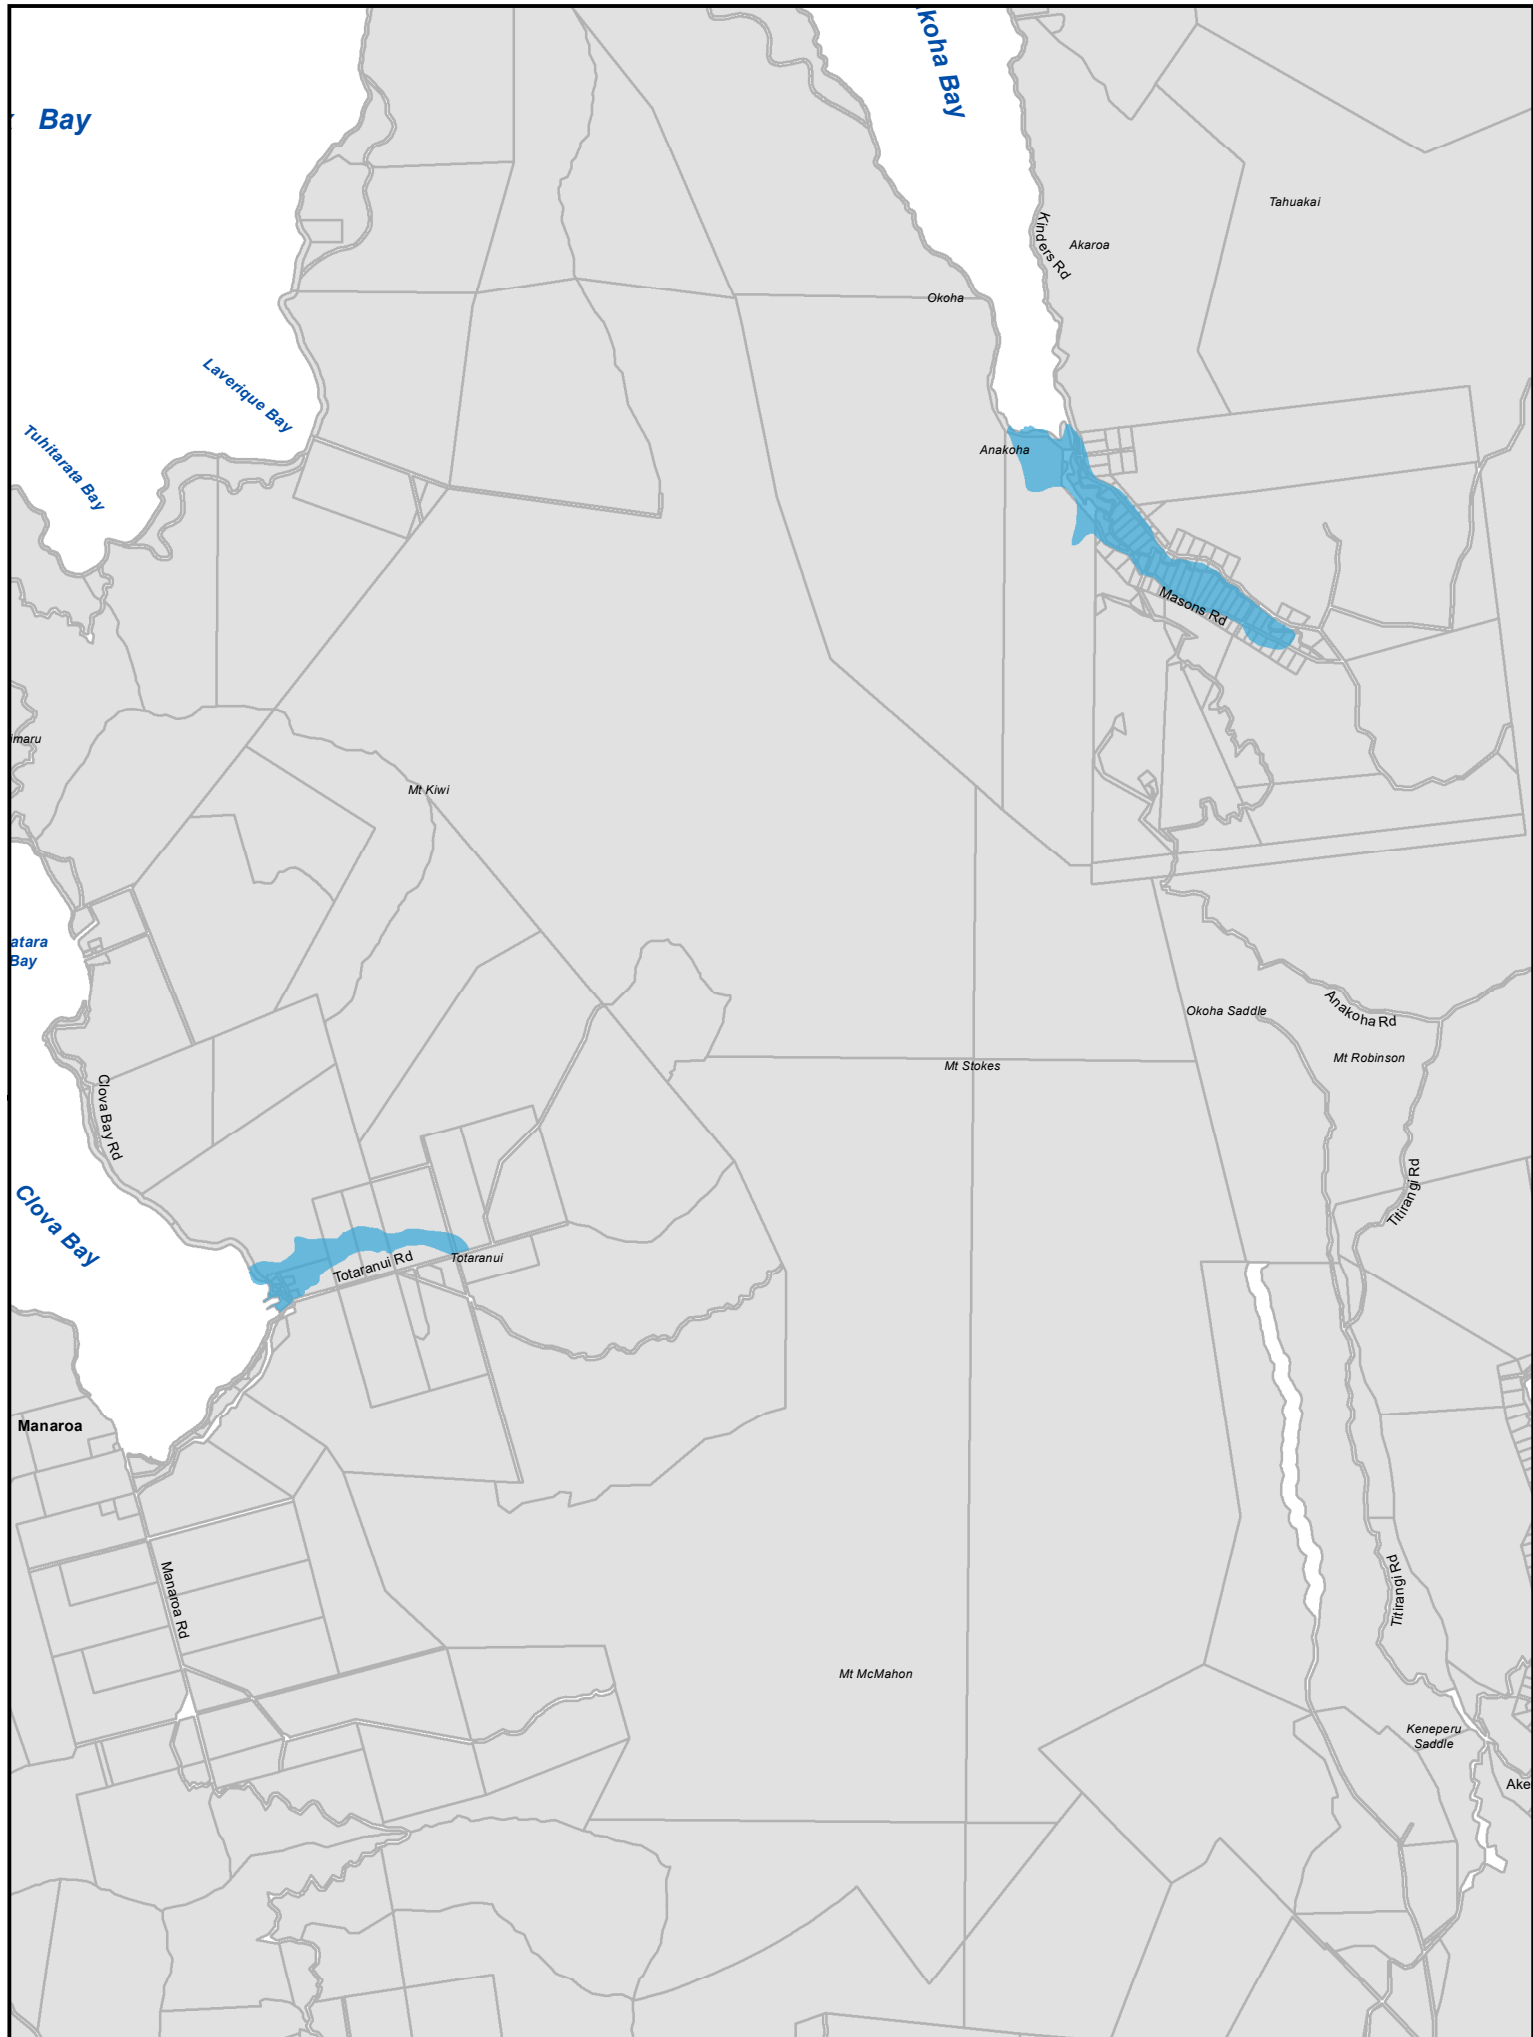 koha Bay
Bay
Tahuakai
Kinders Rd
Akaroa
Okoha
Laverique Bay
Tuhitarata Bay
Anakoha
Masons Rd
imaru
Mt Kiwi
atara
Bay
Okoha Saddle
Anakoha Rd
Mt Robinson
Mt Stokes
Clova Bay Rd
Titirangi Rd
Clova Bay
Totaranui Rd
Totaranui
Manaroa
Manaroa Rd
Titirangi Rd
Mt McMahon
Keneperu
Saddle
Ake